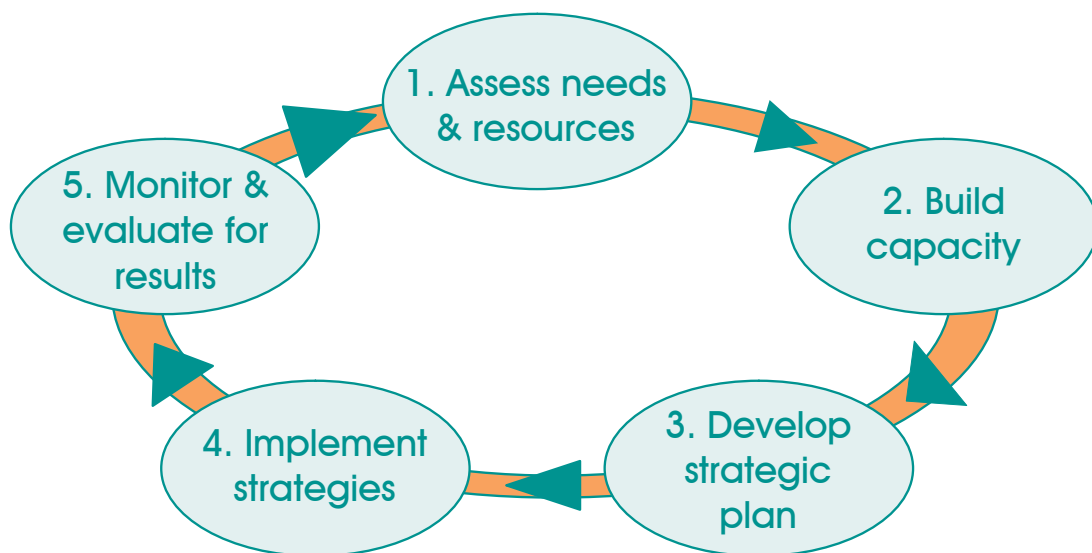 1. Assess needs
& resources
2. Build
capacity
3. Develop
strategic
plan
4. Implement
strategies
5. Monitor &
evaluate for
results